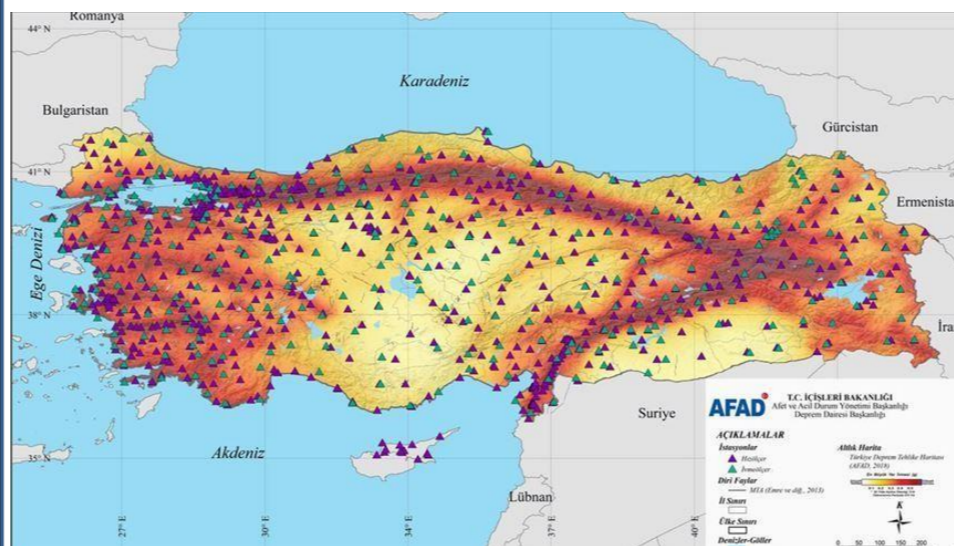 Romanya
44° N
Karadeniz
Bulgaristan
Gürcistan
41° N
Ermenista
Ege Denizi
38° N
İra
Suriye
Akdeniz
35° N
Lübnan
27° E
30° E
34° E
37° E
40° E
AFAD
T.C. İÇİŞLERİ BAKANLIĞI
Afet ve Acil Durum Yönetimi Başkanlığı
Deprem Dairesi Başkanlığı
AÇIKLAMALAR
İstasyonlar
Hızölçer
İvmeölçer
Diri Faylar
MTA (Emre ve diğ., 2013)
İl Sınırı
Ülke Sınırı
Denizler-Göller
Altlık Harita
Türkiye Deprem Tehlike Haritası
(AFAD, 2018)
K
0 50 100 150 200